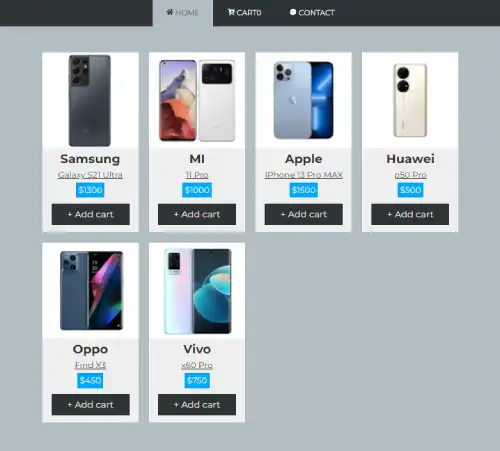 HOME CART0 CONTACT
Samsung
Galaxy S21 Ultra
$1300
+ Add cart
MI
11 Pro
$1000
+ Add cart
Apple
IPhone 13 Pro MAX
$1500
+ Add cart
Huawei
p50 Pro
$500
+ Add cart
Oppo
Find X3
$450
+ Add cart
Vivo
x60 Pro
$750
+ Add cart